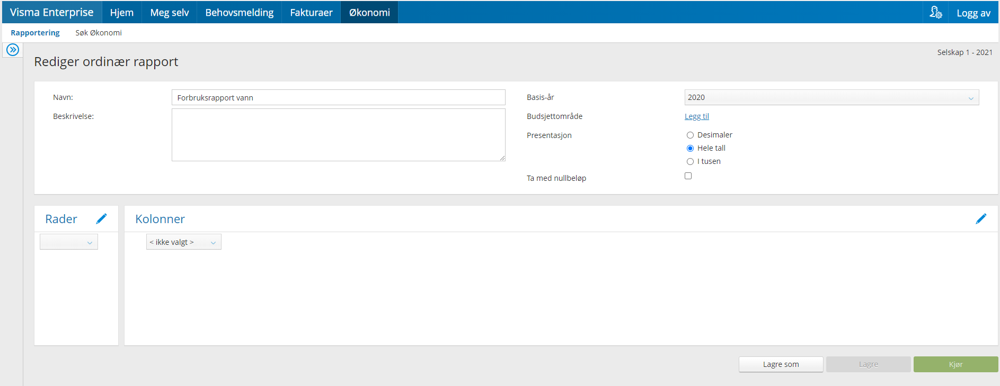 Visma Enterprise Hjem Meg selv Behovsmelding Fakturaer Økonomi Logg av
Rapportering Søk Økonomi
Selskap 1 - 2021
Rediger ordinær rapport
Navn: Forbruksrapport vann Basis-år 2020
Beskrivelse: Budsjettområde Legg til
Presentasjon Desimaler
Hele tall
I tusen
Ta med nullbeløp
Rader Kolonner
< ikke valgt >
Lagre som Lagre Kjør